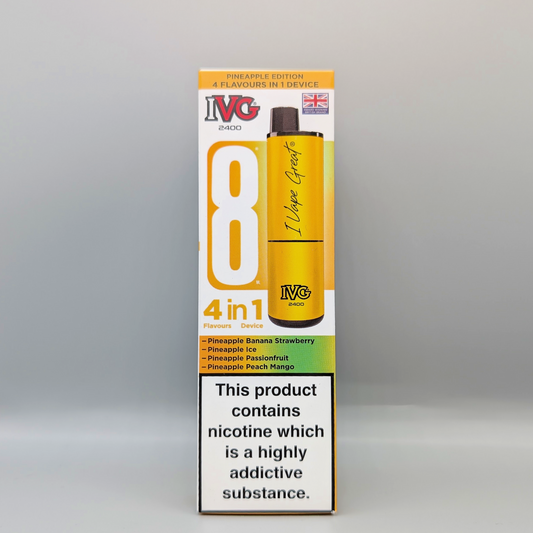 PINEAPPLE EDITION
4 FLAVOURS IN 1 DEVICE
IVG
2400
8
I Vape Great®
IVG
2400
4 in 1
Flavours Device
– Pineapple Banana Strawberry
– Pineapple Ice
– Pineapple Passionfruit
– Pineapple Peach Mango
This product
contains
nicotine which
is a highly
addictive
substance.